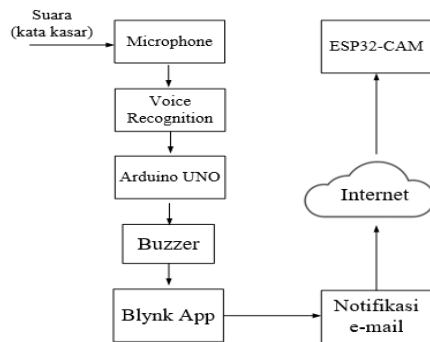 Suara
(kata kasar)
Microphone
Voice
Recognition
Arduino UNO
Buzzer
Blynk App
Notifikasi
e-mail
Internet
ESP32-CAM